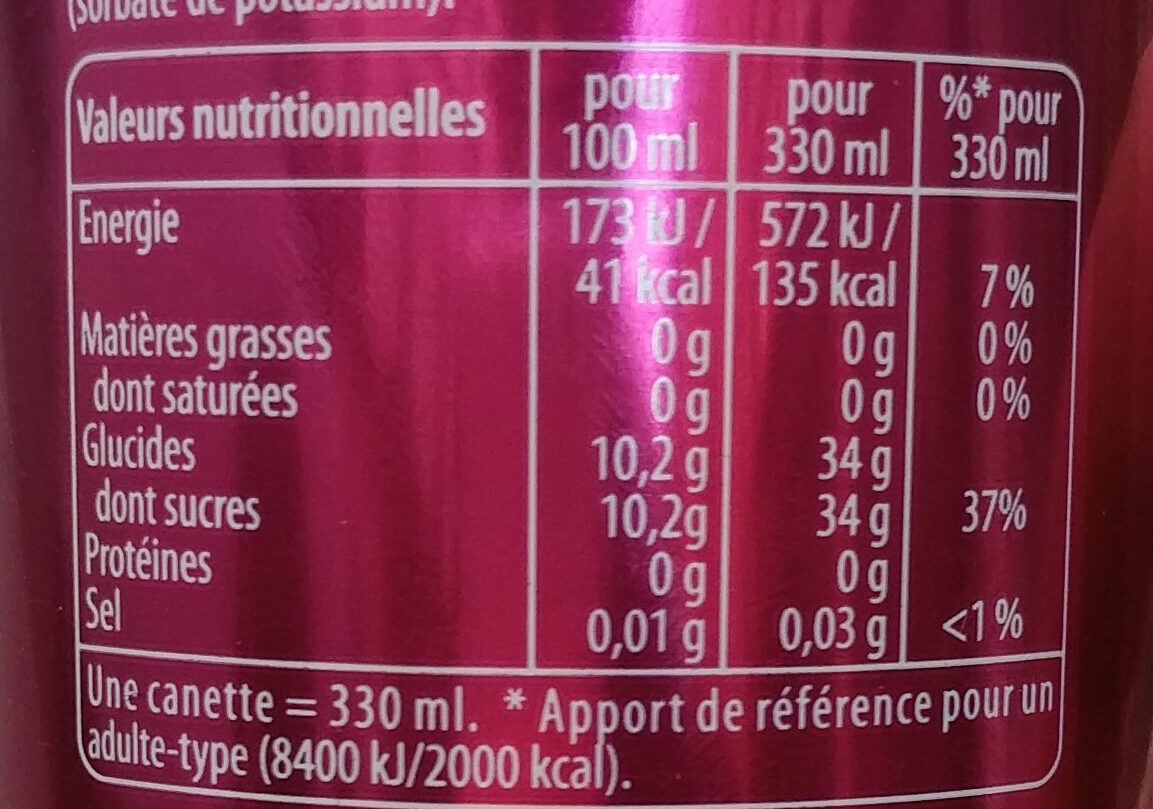 (sorbate de potassium).
Valeurs nutritionnelles pour 100 ml pour 330 ml %* pour 330 ml
Energie 173 kJ / 41 kcal 572 kJ / 135 kcal 7 %
Matières grasses 0 g 0 g 0 %
dont saturées 0 g 0 g 0 %
Glucides 10,2 g 34 g
dont sucres 10,2g 34 g 37%
Protéines 0 g 0 g
Sel 0,01 g 0,03 g <1 %
Une canette = 330 ml. * Apport de référence pour un
adulte-type (8400 kJ/2000 kcal).